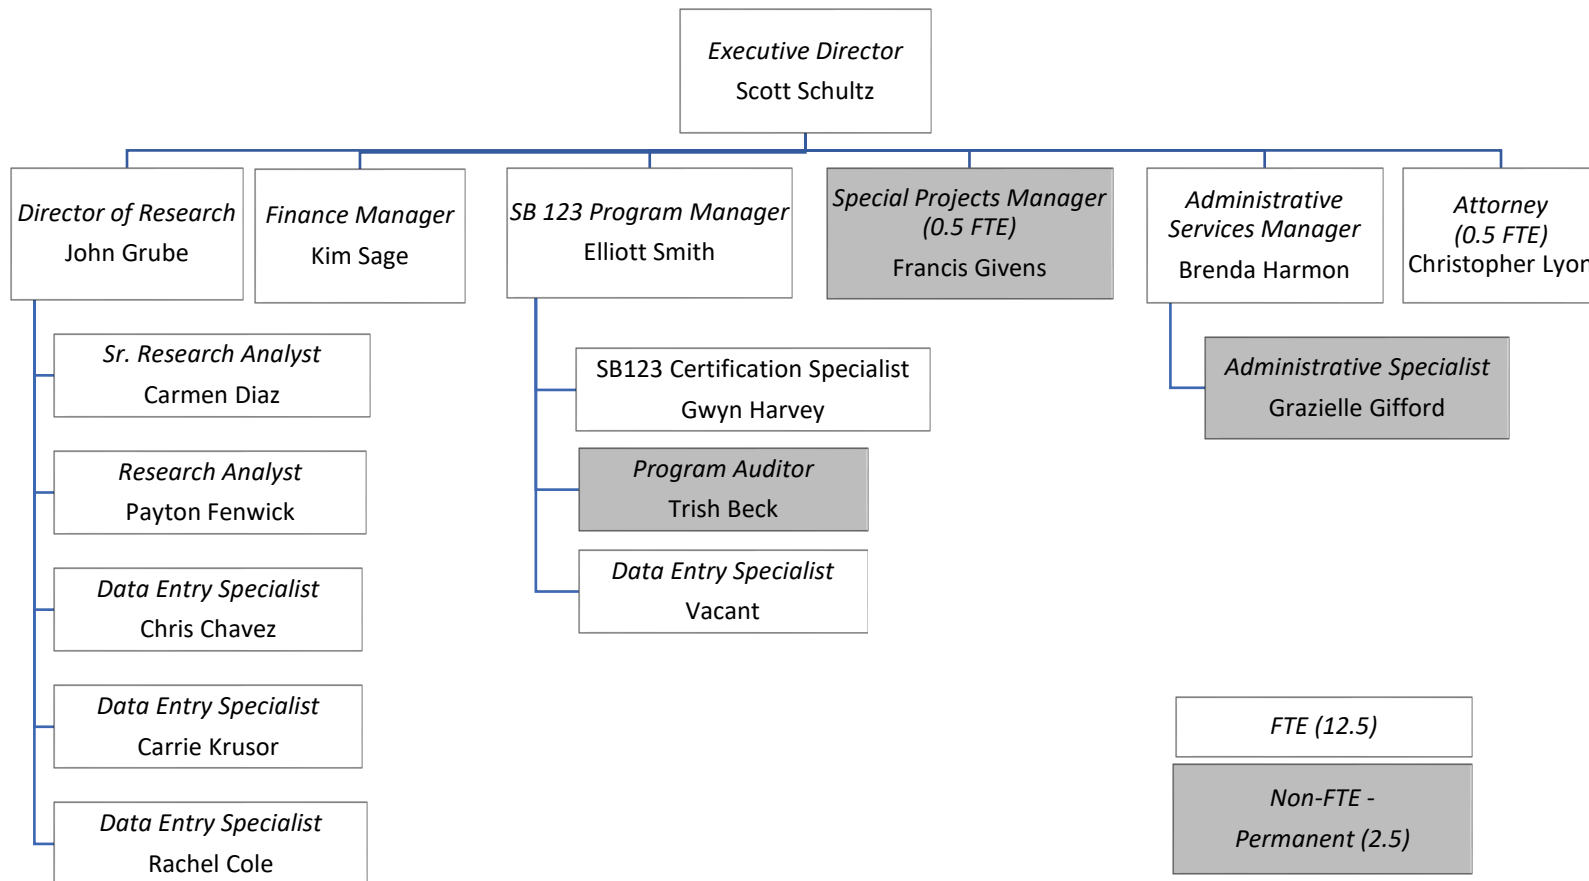 Executive Director
Scott Schultz
Director of Research
John Grube
Finance Manager
Kim Sage
SB 123 Program Manager
Elliott Smith
Special Projects Manager
(0.5 FTE)
Francis Givens
Administrative
Services Manager
Brenda Harmon
Attorney
(0.5 FTE)
Christopher Lyon
Sr. Research Analyst
Carmen Diaz
Research Analyst
Payton Fenwick
Data Entry Specialist
Chris Chavez
Data Entry Specialist
Carrie Krusor
Data Entry Specialist
Rachel Cole
SB123 Certification Specialist
Gwyn Harvey
Program Auditor
Trish Beck
Data Entry Specialist
Vacant
Administrative Specialist
Grazielle Gifford
FTE (12.5)
Non-FTE -
Permanent (2.5)